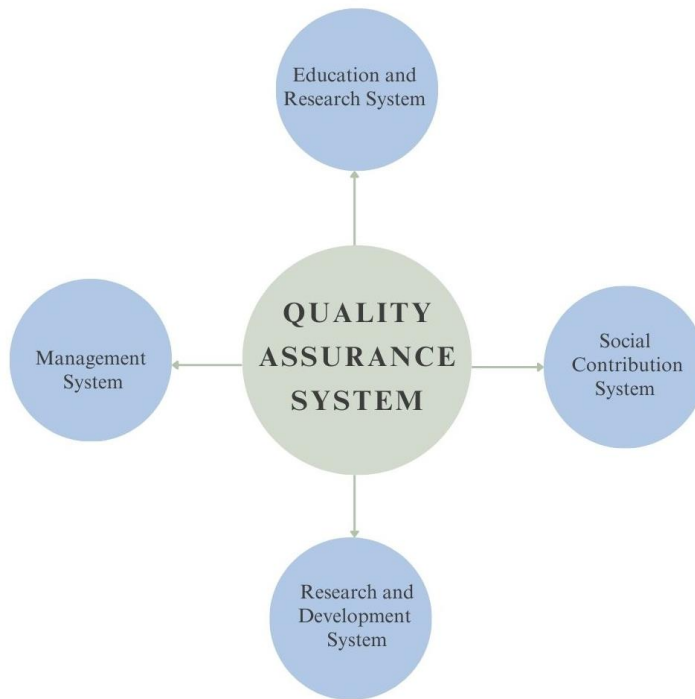 Education and
Research System
QUALITY
ASSURANCE
SYSTEM
Management
System
Social
Contribution
System
Research and
Development
System